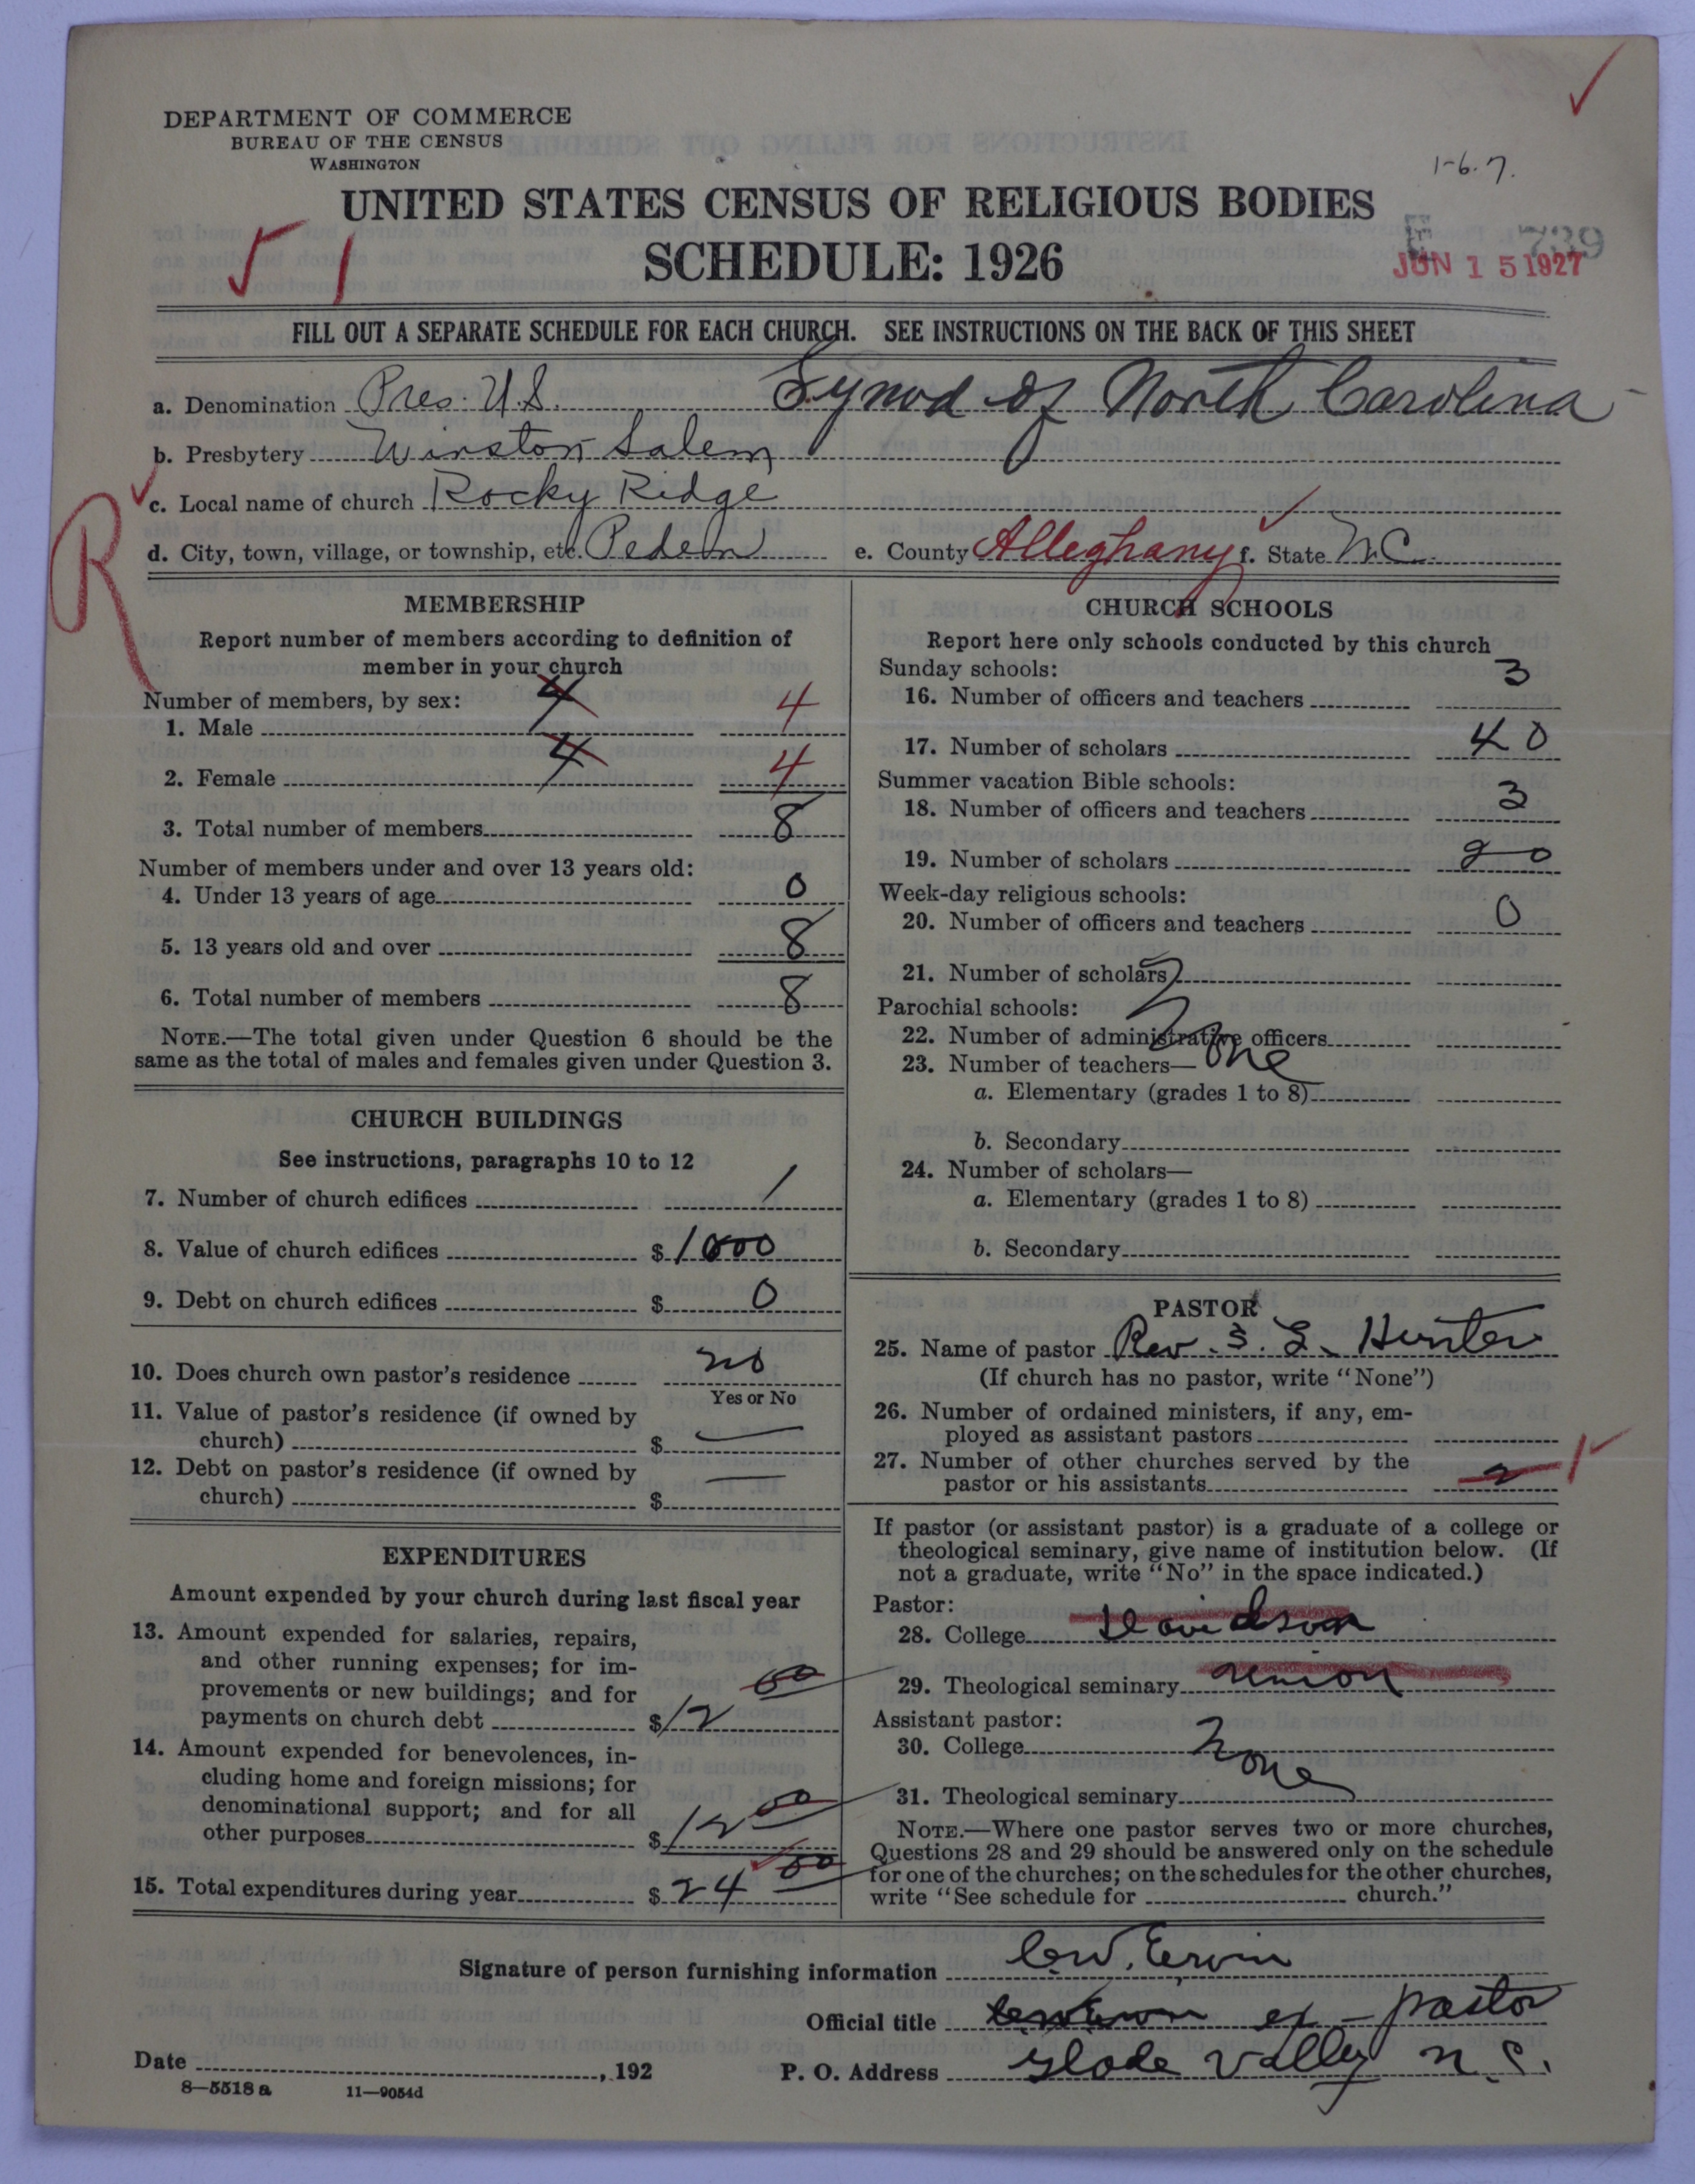 DEPARTMENT OF COMMERCE
BUREAU OF THE CENSUS
WASHINGTON
1-6.7.
UNITED STATES CENSUS OF RELIGIOUS BODIES
SCHEDULE: 1926
E 739
JUN 15 1927
FILL OUT A SEPARATE SCHEDULE FOR EACH CHURCH. SEE INSTRUCTIONS ON THE BACK OF THIS SHEET
a. Denomination Pres. U.S. Synod of North Carolina
b. Presbytery Winston Salem
R
c. Local name of church Rocky Ridge
d. City, town, village, or township, etc. Peden e. County Alleghany f. State N.C.
MEMBERSHIP
Report number of members according to definition of
member in your church
Number of members, by sex:
1. Male 4 4
2. Female 4 4
3. Total number of members 8
Number of members under and over 13 years old:
4. Under 13 years of age 0
5. 13 years old and over 8
6. Total number of members 8
NOTE.—The total given under Question 6 should be the
same as the total of males and females given under Question 3.
CHURCH BUILDINGS
See instructions, paragraphs 10 to 12
7. Number of church edifices 1
8. Value of church edifices $1000
9. Debt on church edifices $0
10. Does church own pastor's residence no
Yes or No
11. Value of pastor's residence (if owned by
church) $ —
12. Debt on pastor's residence (if owned by
church) $ —
EXPENDITURES
Amount expended by your church during last fiscal year
13. Amount expended for salaries, repairs,
and other running expenses; for im-
provements or new buildings; and for
payments on church debt $12 00
14. Amount expended for benevolences, in-
cluding home and foreign missions; for
denominational support; and for all
other purposes $12 00
15. Total expenditures during year $24 00
CHURCH SCHOOLS
Report here only schools conducted by this church
Sunday schools:
16. Number of officers and teachers 3
17. Number of scholars 40
Summer vacation Bible schools:
18. Number of officers and teachers 3
19. Number of scholars 20
Week-day religious schools:
20. Number of officers and teachers 0
21. Number of scholars
Parochial schools:
22. Number of administrative officers
23. Number of teachers— None
a. Elementary (grades 1 to 8)
b. Secondary
24. Number of scholars—
a. Elementary (grades 1 to 8)
b. Secondary
PASTOR
25. Name of pastor Rev. S. L. Hunter
(If church has no pastor, write "None")
26. Number of ordained ministers, if any, em-
ployed as assistant pastors
27. Number of other churches served by the
pastor or his assistants 2 1
If pastor (or assistant pastor) is a graduate of a college or
theological seminary, give name of institution below. (If
not a graduate, write "No" in the space indicated.)
Pastor:
28. College Davidson
29. Theological seminary union
Assistant pastor:
30. College None
31. Theological seminary
NOTE.—Where one pastor serves two or more churches,
Questions 28 and 29 should be answered only on the schedule
for one of the churches; on the schedules for the other churches,
write "See schedule for church."
Signature of person furnishing information C.W. Ervin
Official title ex-pastor
Date , 192 P. O. Address Glade Valley N.C.
8—5518 a 11—9054d